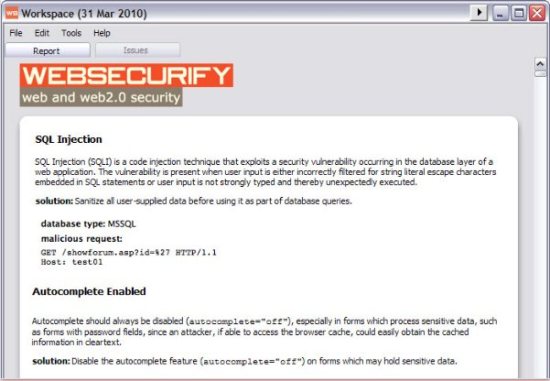 Workspace (31 Mar 2010)
File Edit Tools Help
Report Issues
WEBSECURIFY
web and web2.0 security
SQL Injection
SQL Injection (SQLI) is a code injection technique that exploits a security vulnerability occurring in the database layer of a
web application. The vulnerability is present when user input is either incorrectly filtered for string literal escape characters
embedded in SQL statements or user input is not strongly typed and thereby unexpectedly executed.
solution: Sanitize all user-supplied data before using it as part of database queries.
database type: MSSQL
malicious request:
GET /showforum.asp?id=%27 HTTP/1.1
Host: test01
Autocomplete Enabled
Autocomplete should always be disabled (autocomplete="off"), especially in forms which process sensitive data, such
as forms with password fields, since an attacker, if able to access the browser cache, could easily obtain the cached
information in cleartext.
solution: Disable the autocomplete feature (autocomplete="off") on forms which may hold sensitive data.